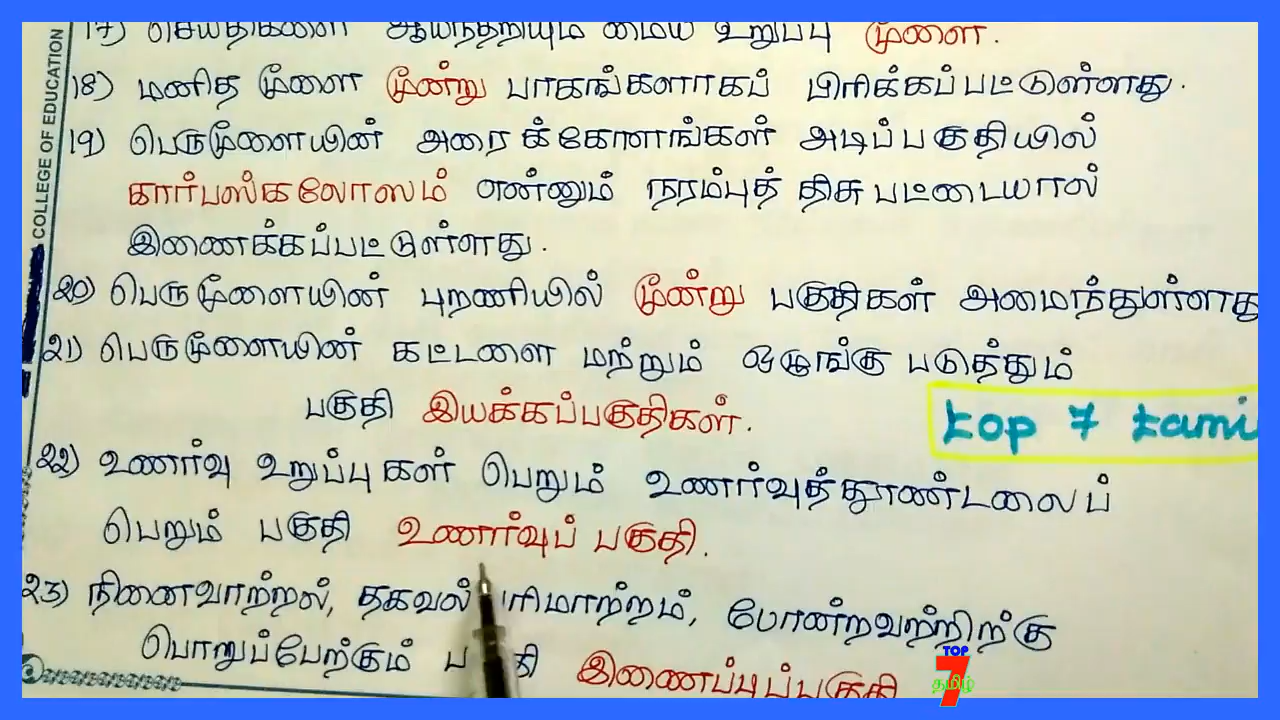 17) செய்திகளை ஆய்ந்தறியும் மைய உறுப்பு மூளை.
18) மனித மூளை மூன்று பாகங்களாகப் பிரிக்கப்பட்டுள்ளது.
COLLEGE OF EDUCATION
19) பெருமூளையின் அரைக்கோளங்கள் அடிப்பகுதியில்
கார்பஸ்கலோஸம் என்னும் நரம்புத் திசு பட்டையால்
இணைக்கப்பட்டுள்ளது.
20) பெருமூளையின் புறணியில் மூன்று பகுதிகள் அமைந்துள்ளது
21) பெருமூளையின் கட்டளை மற்றும் ஒழுங்கு படுத்தும்
பகுதி இயக்கப்பகுதிகள்.
top 7 tami
22) உணர்வு உறுப்புகள் பெறும் உணர்வுத்தூண்டலைப்
பெறும் பகுதி உணர்வுப் பகுதி.
23) நினைவாற்றல், தகவல் பரிமாற்றம், போன்றவற்றிற்கு
பொறுப்பேற்கும் பகுதி இணைப்புப்பகுதி
TOP
7
தமிழ்